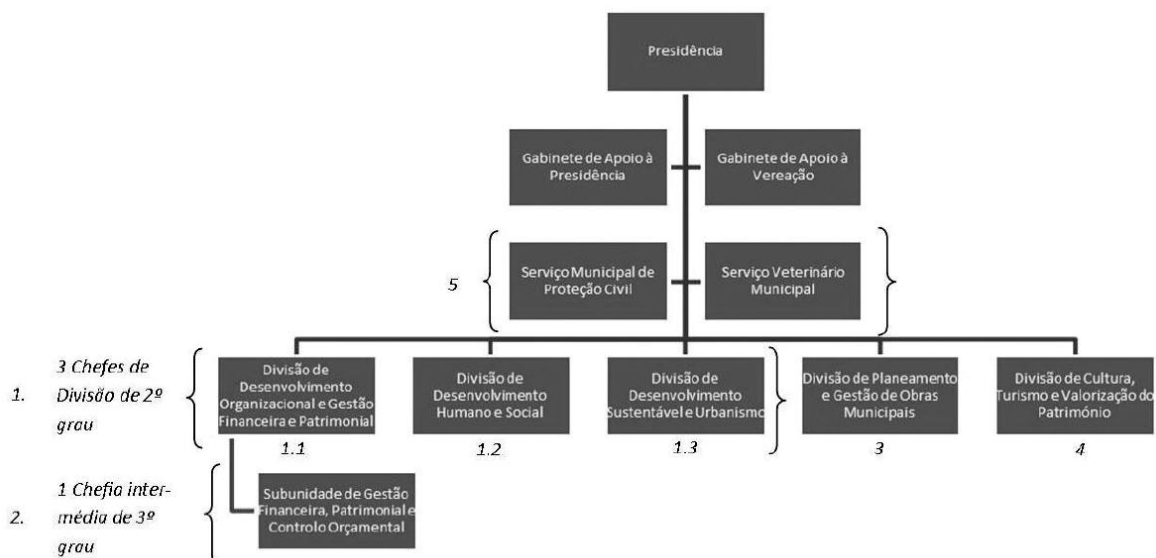 Presidência
Gabinete de Apoio à
Presidência
Gabinete de Apoio à
Vereação
5
Serviço Municipal de
Proteção Civil
Serviço Veterinário
Municipal
1.
3 Chefes de
Divisão de 2º
grau
Divisão de
Desenvolvimento
Organizacional e Gestão
Financeira e Patrimonial
1.1
Divisão de
Desenvolvimento
Humano e Social
1.2
Divisão de
Desenvolvimento
Sustentável e Urbanismo
1.3
Divisão de Planeamento
e Gestão de Obras
Municipais
3
Divisão de Cultura,
Turismo e Valorização do
Património
4
2.
1 Chefia inter-
média de 3º
grau
Subunidade de Gestão
Financeira, Patrimonial e
Controlo Orçamental